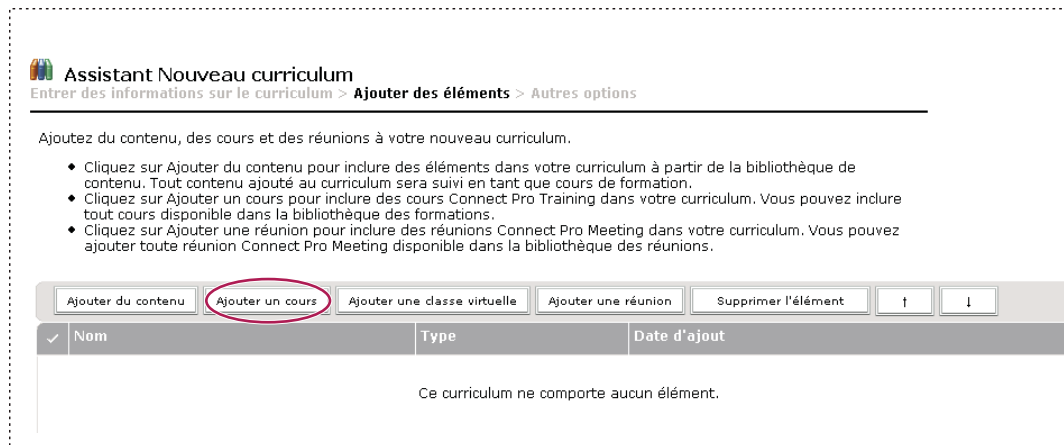 Assistant Nouveau curriculum
Entrer des informations sur le curriculum > Ajouter des éléments > Autres options
Ajoutez du contenu, des cours et des réunions à votre nouveau curriculum.
Cliquez sur Ajouter du contenu pour inclure des éléments dans votre curriculum à partir de la bibliothèque de
contenu. Tout contenu ajouté au curriculum sera suivi en tant que cours de formation.
Cliquez sur Ajouter un cours pour inclure des cours Connect Pro Training dans votre curriculum. Vous pouvez inclure
tout cours disponible dans la bibliothèque des formations.
Cliquez sur Ajouter une réunion pour inclure des réunions Connect Pro Meeting dans votre curriculum. Vous pouvez
ajouter toute réunion Connect Pro Meeting disponible dans la bibliothèque des réunions.
Ajouter du contenu Ajouter un cours Ajouter une classe virtuelle Ajouter une réunion Supprimer l'élément ↑ ↓
Nom Type Date d'ajout
Ce curriculum ne comporte aucun élément.